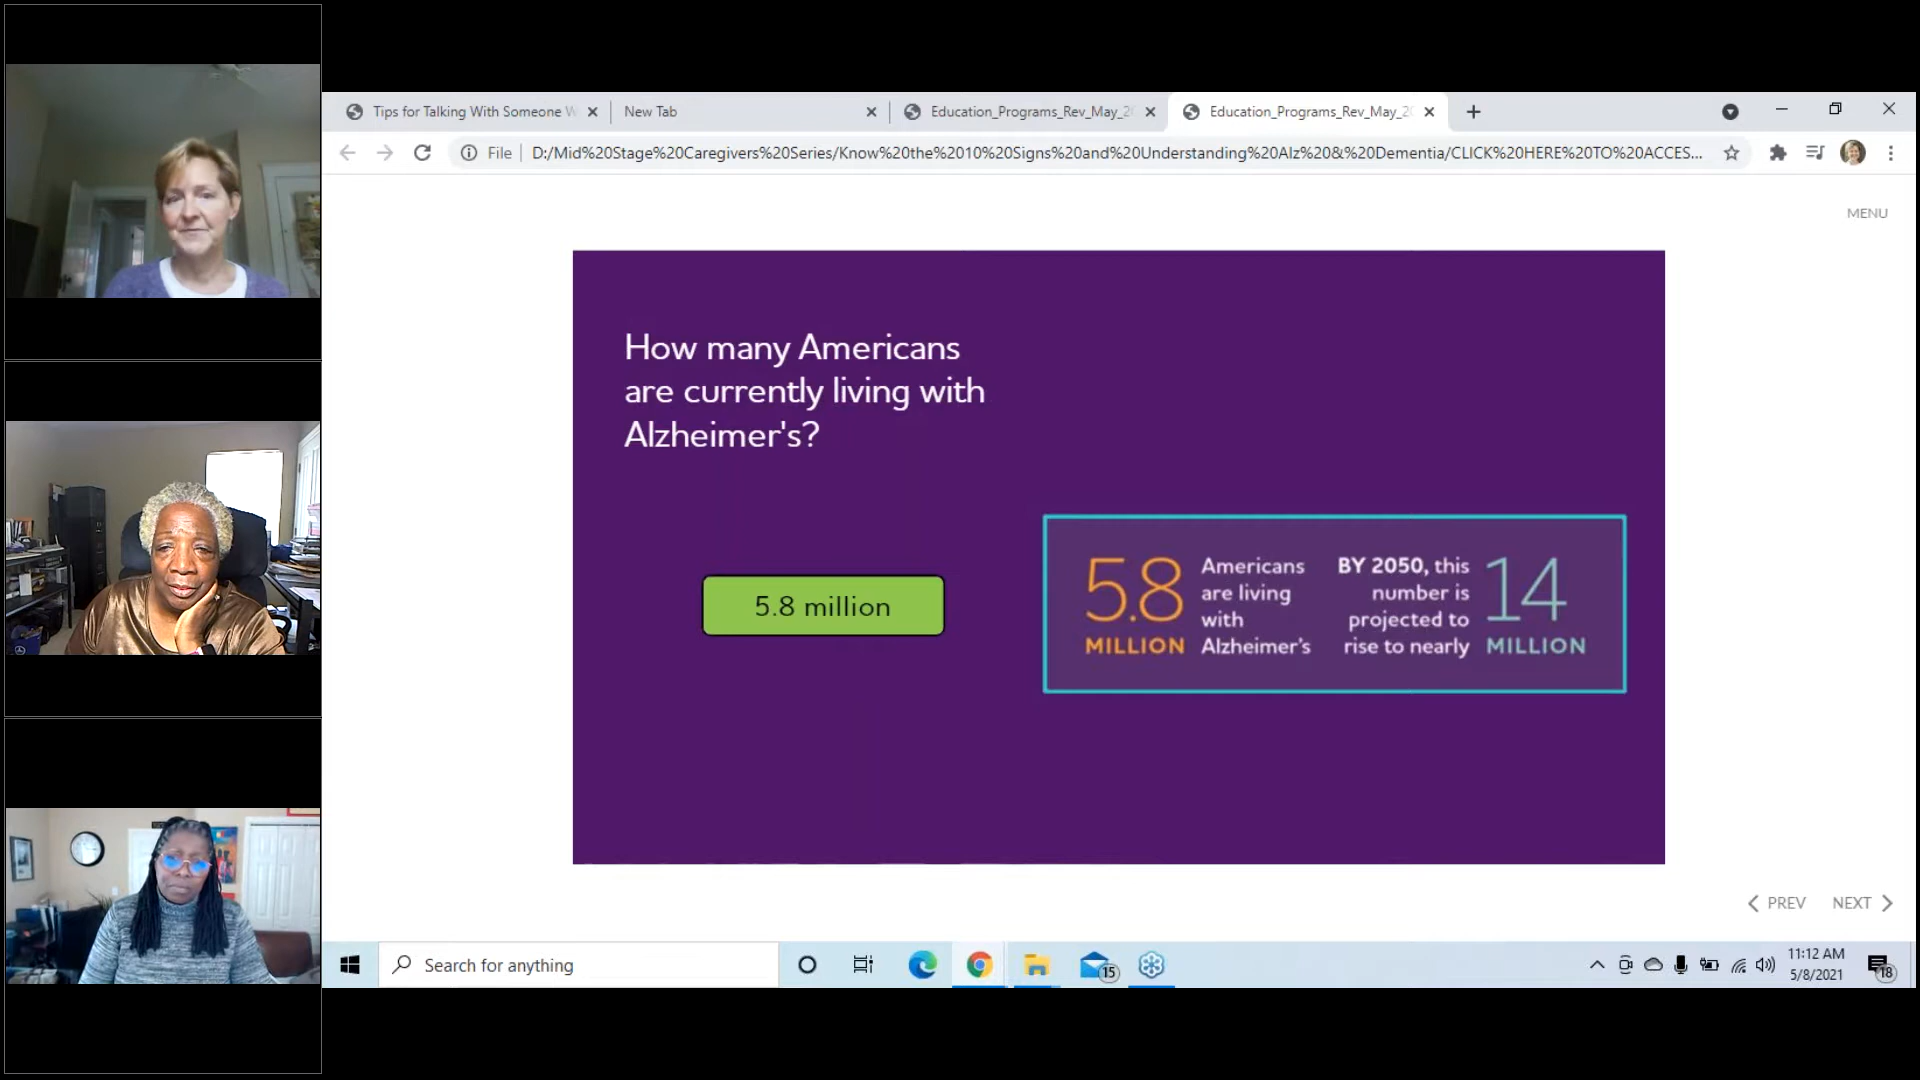 Tips for Talking With Someone W
New Tab
Education_Programs_Rev_May_2
Education_Programs_Rev_May_2
File
D:/Mid%20Stage%20Caregivers%20Series/Know%20the%2010%20Signs%20and%20Understanding%20Alz%20&%20Dementia/CLICK%20HERE%20TO%20ACCES...
MENU
How many Americans
are currently living with
Alzheimer's?
5.8 million
5.8
MILLION
Americans
are living
with
Alzheimer's
BY 2050, this
number is
projected to
rise to nearly
14
MILLION
PREV
NEXT
Search for anything
15
11:12 AM
5/8/2021
18